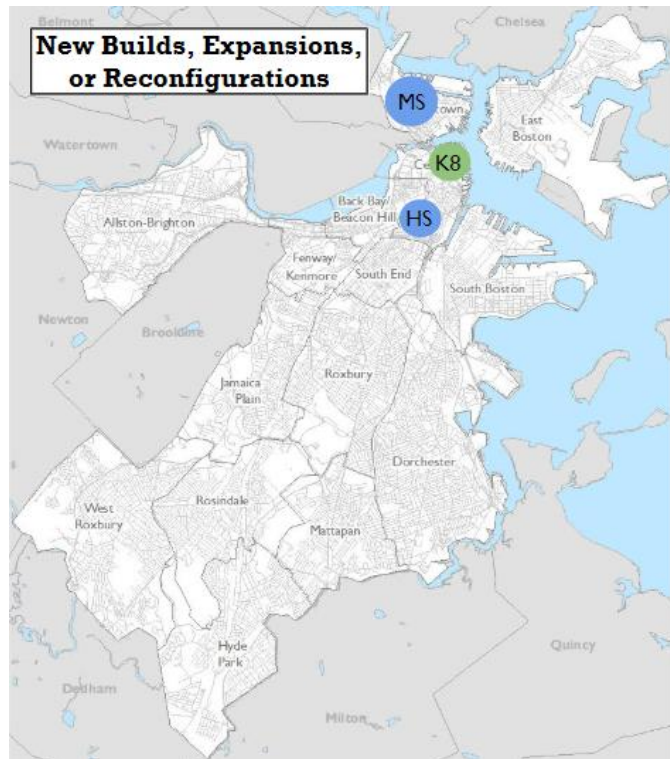 Belmont
Chelsea
New Builds, Expansions,
or Reconfigurations
MS
East
Boston
Watertown
K8
Back Bay/
Beacon Hill
HS
Allston-Brighton
Fenway/
Kenmore
South End
South Boston
Newton
Brookline
Jamaica
Plain
Roxbury
Dorchester
West
Roxbury
Rosindale
Mattapan
Hyde
Park
Quincy
Dedham
Milton